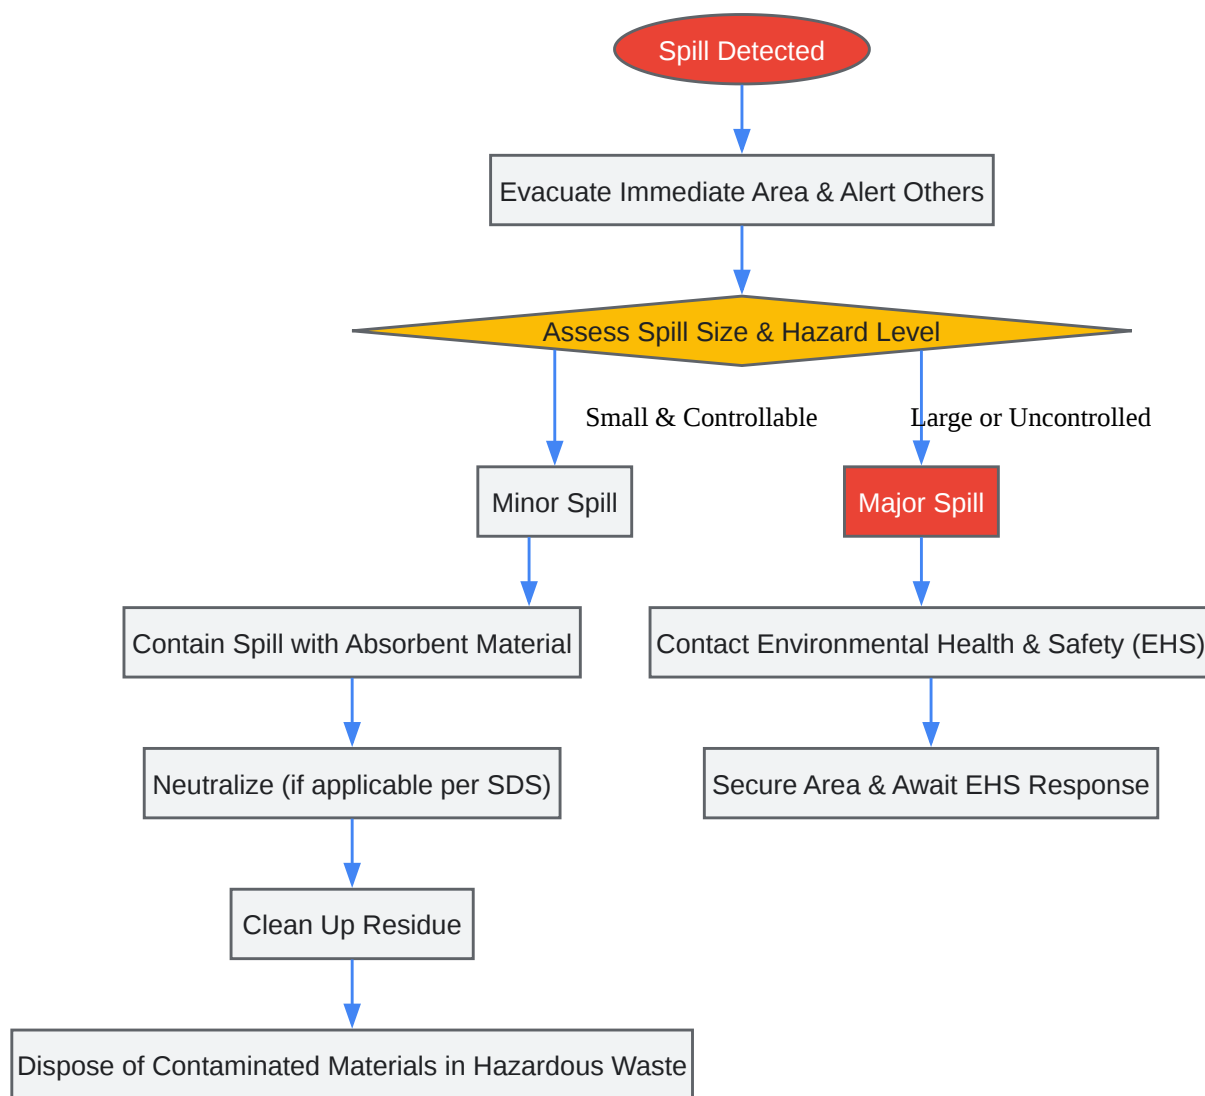 Spill Detected
Evacuate Immediate Area & Alert Others
Assess Spill Size & Hazard Level
Small & Controllable
Large or Uncontrolled
Minor Spill
Major Spill
Contain Spill with Absorbent Material
Contact Environmental Health & Safety (EHS)
Neutralize (if applicable per SDS)
Secure Area & Await EHS Response
Clean Up Residue
Dispose of Contaminated Materials in Hazardous Waste